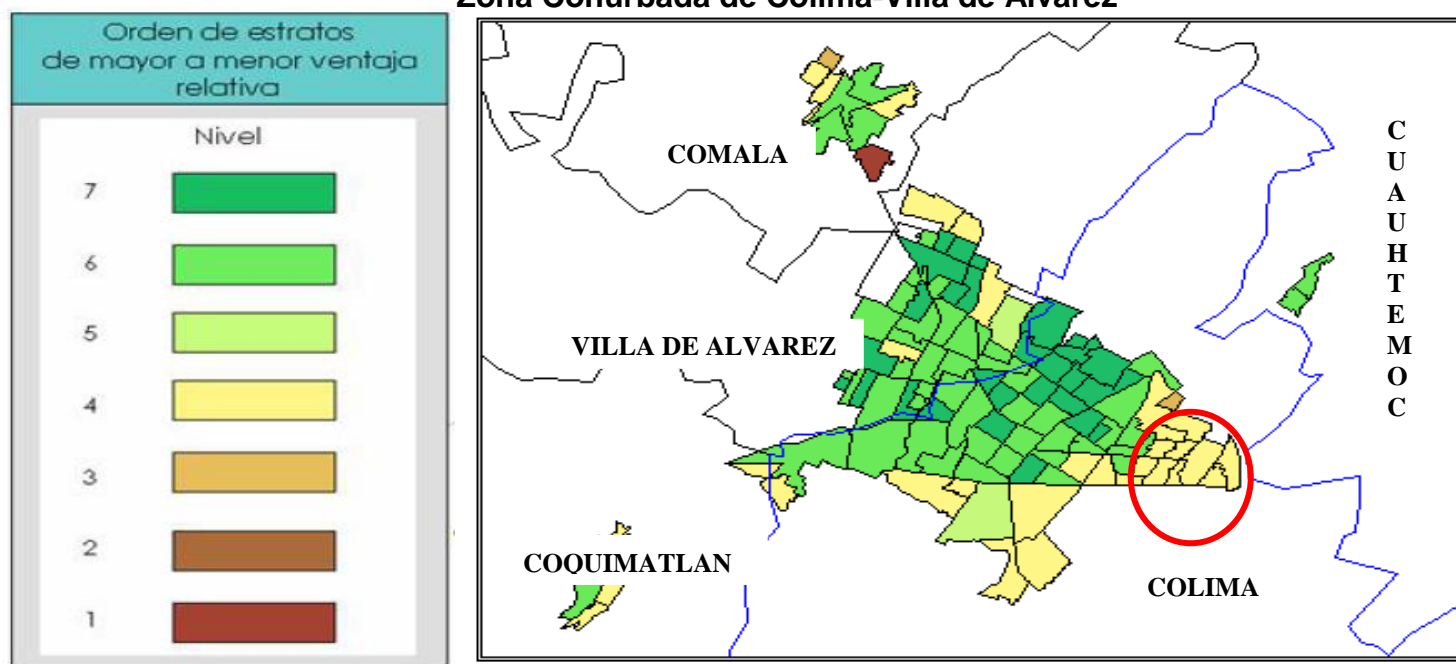 Zona Conurbada de Colima-Villa de Alvarez
Orden de estratos
de mayor a menor ventaja
relativa
Nivel
7
6
5
4
3
2
1
COMALA
VILLA DE ALVAREZ
COQUIMATLAN
COLIMA
C
U
A
U
H
T
E
M
O
C